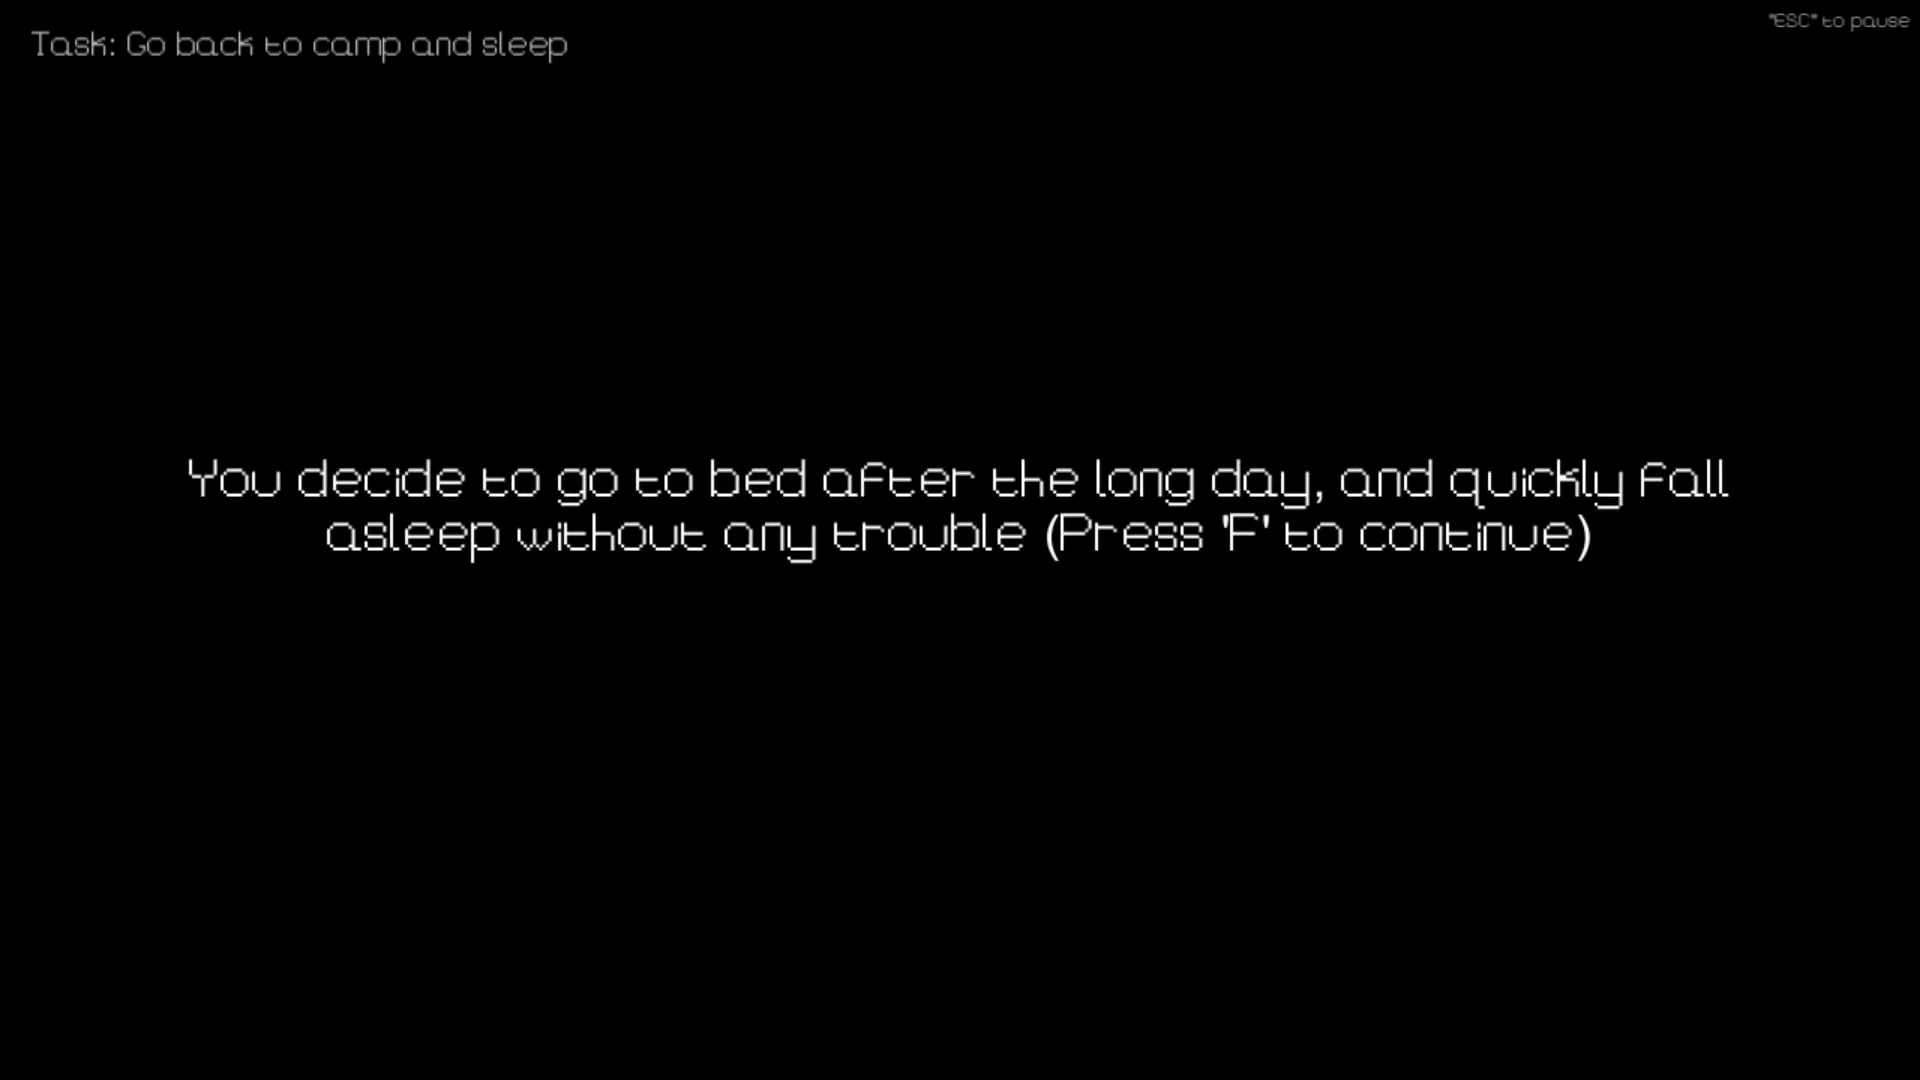 Task: Go back to camp and sleep
"ESC" to pause
You decide to go to bed after the long day, and quickly fall
asleep without any trouble (Press 'F' to continue)